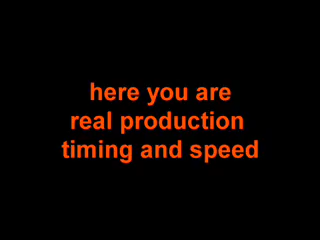 here you are
real production
timing and speed